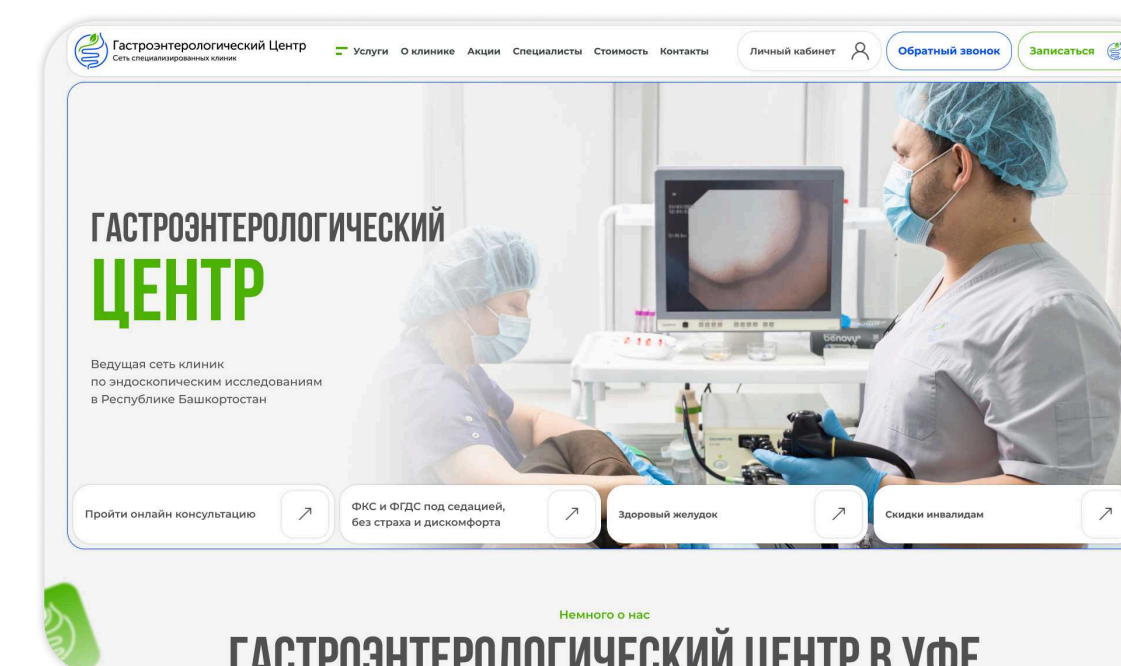 Гастроэнтерологический Центр
Сеть специализированных клиник
Услуги О клинике Акции Специалисты Стоимость Контакты
Личный кабинет
Обратный звонок
Записаться
ГАСТРОЭНТЕРОЛОГИЧЕСКИЙ
ЦЕНТР
Ведущая сеть клиник
по эндоскопическим исследованиям
в Республике Башкортостан
benovy
Пройти онлайн консультацию
ФКС и ФГДС под седацией,
без страха и дискомфорта
Здоровый желудок
Скидки инвалидам
Немного о нас
ГАСТРОЭНТЕРОЛОГИЧЕСКИЙ ЦЕНТР В УФЕ